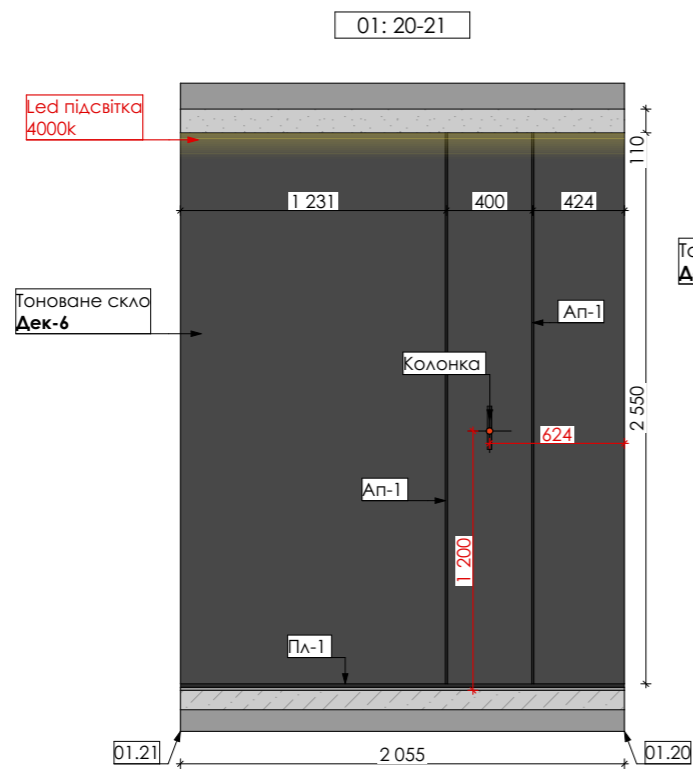 01: 20-21
Led підсвітка
4000k
110
1 231
400
424
То
Д
Тоноване скло
Дек-6
Ап-1
Колонка
2 550
624
Ап-1
1 200
Пл-1
01.21
2 055
01.20